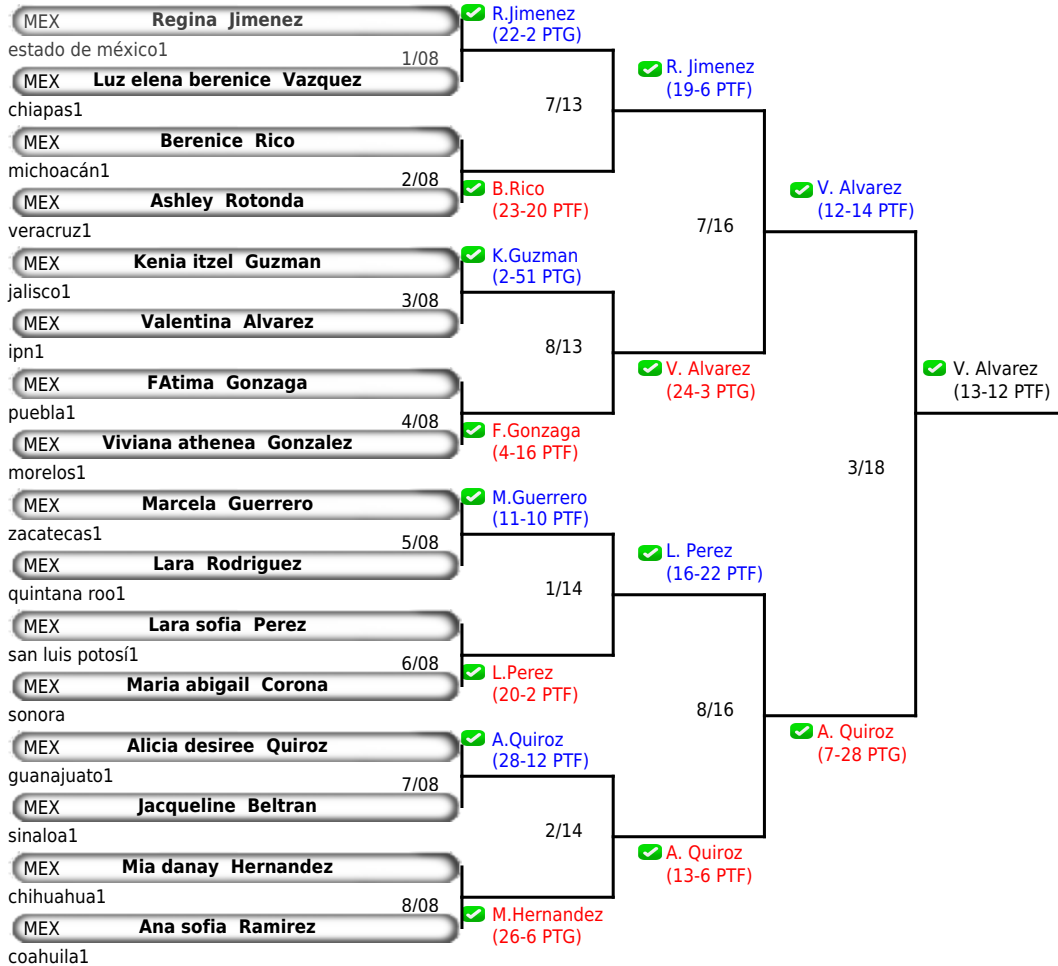 MEX Regina Jimenez
estado de méxico1
1/08
MEX Luz elena berenice Vazquez
chiapas1
MEX Berenice Rico
michoacán1
2/08
MEX Ashley Rotonda
veracruz1
MEX Kenia itzel Guzman
jalisco1
3/08
MEX Valentina Alvarez
ipn1
MEX FAtima Gonzaga
puebla1
4/08
MEX Viviana athenea Gonzalez
morelos1
MEX Marcela Guerrero
zacatecas1
5/08
MEX Lara Rodriguez
quintana roo1
MEX Lara sofia Perez
san luis potosí1
6/08
MEX Maria abigail Corona
sonora
MEX Alicia desiree Quiroz
guanajuato1
7/08
MEX Jacqueline Beltran
sinaloa1
MEX Mia danay Hernandez
chihuahua1
8/08
MEX Ana sofia Ramirez
coahuila1
R.Jimenez
(22-2 PTG)
7/13
B.Rico
(23-20 PTF)
K.Guzman
(2-51 PTG)
8/13
F.Gonzaga
(4-16 PTF)
M.Guerrero
(11-10 PTF)
1/14
L.Perez
(20-2 PTF)
A.Quiroz
(28-12 PTF)
2/14
M.Hernandez
(26-6 PTG)
R. Jimenez
(19-6 PTF)
7/16
V. Alvarez
(24-3 PTG)
L. Perez
(16-22 PTF)
8/16
A. Quiroz
(13-6 PTF)
V. Alvarez
(12-14 PTF)
3/18
A. Quiroz
(7-28 PTG)
V. Alvarez
(13-12 PTF)